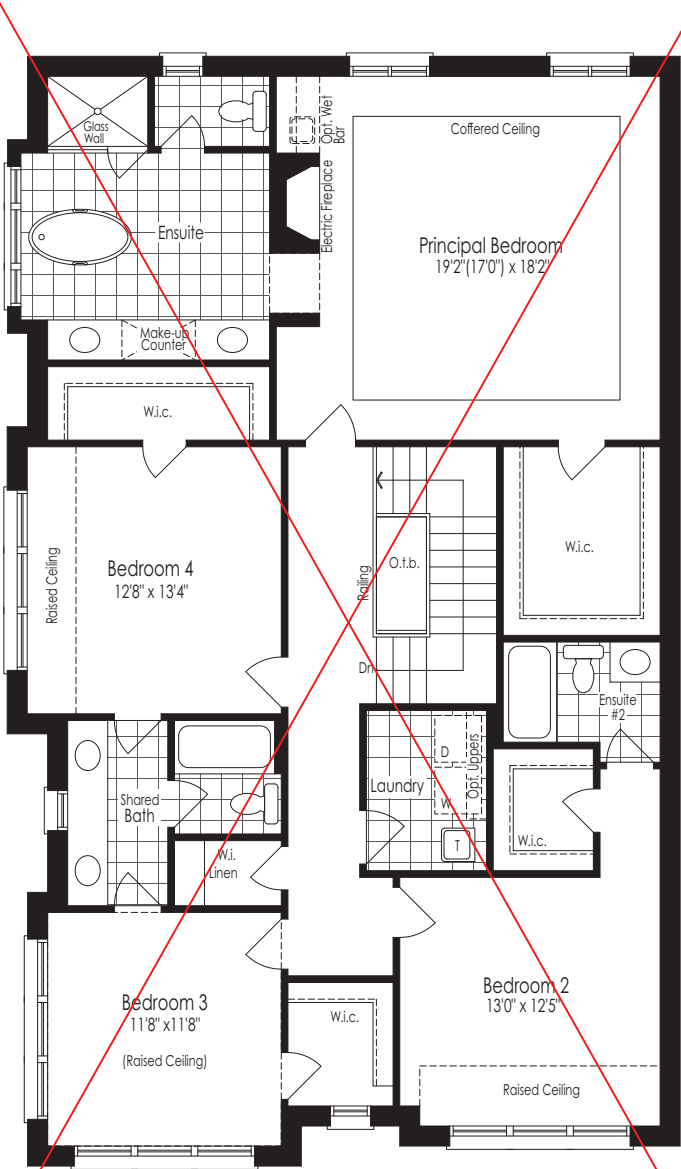 Glass
Wall
Opt. Wet
Bar
Coffered Ceiling
Electric Fireplace
Ensuite
Principal Bedroom
19'2"(17'0") x 18'2"
Make-up
Counter
W.i.c.
Raised Ceiling
Bedroom 4
12'8" x 13'4"
Railing
O.t.b.
W.i.c.
Dn
Ensuite
#2
Laundry
D
W
Opt. Uppers
T
W.i.c.
Shared
Bath
W.i.
Linen
Bedroom 3
11'8" x11'8"
(Raised Ceiling)
W.i.c.
Bedroom 2
13'0" x 12'5"
Raised Ceiling